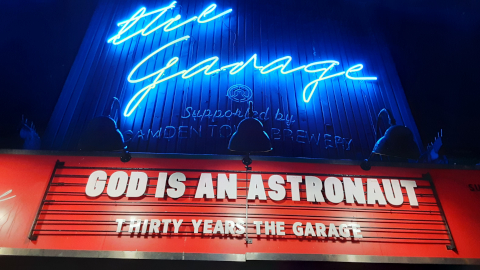 the
Garage
Supported by
CAMDEN TOWN BREWERY
GOD IS AN ASTRONAUT
THIRTY YEARS THE GARAGE